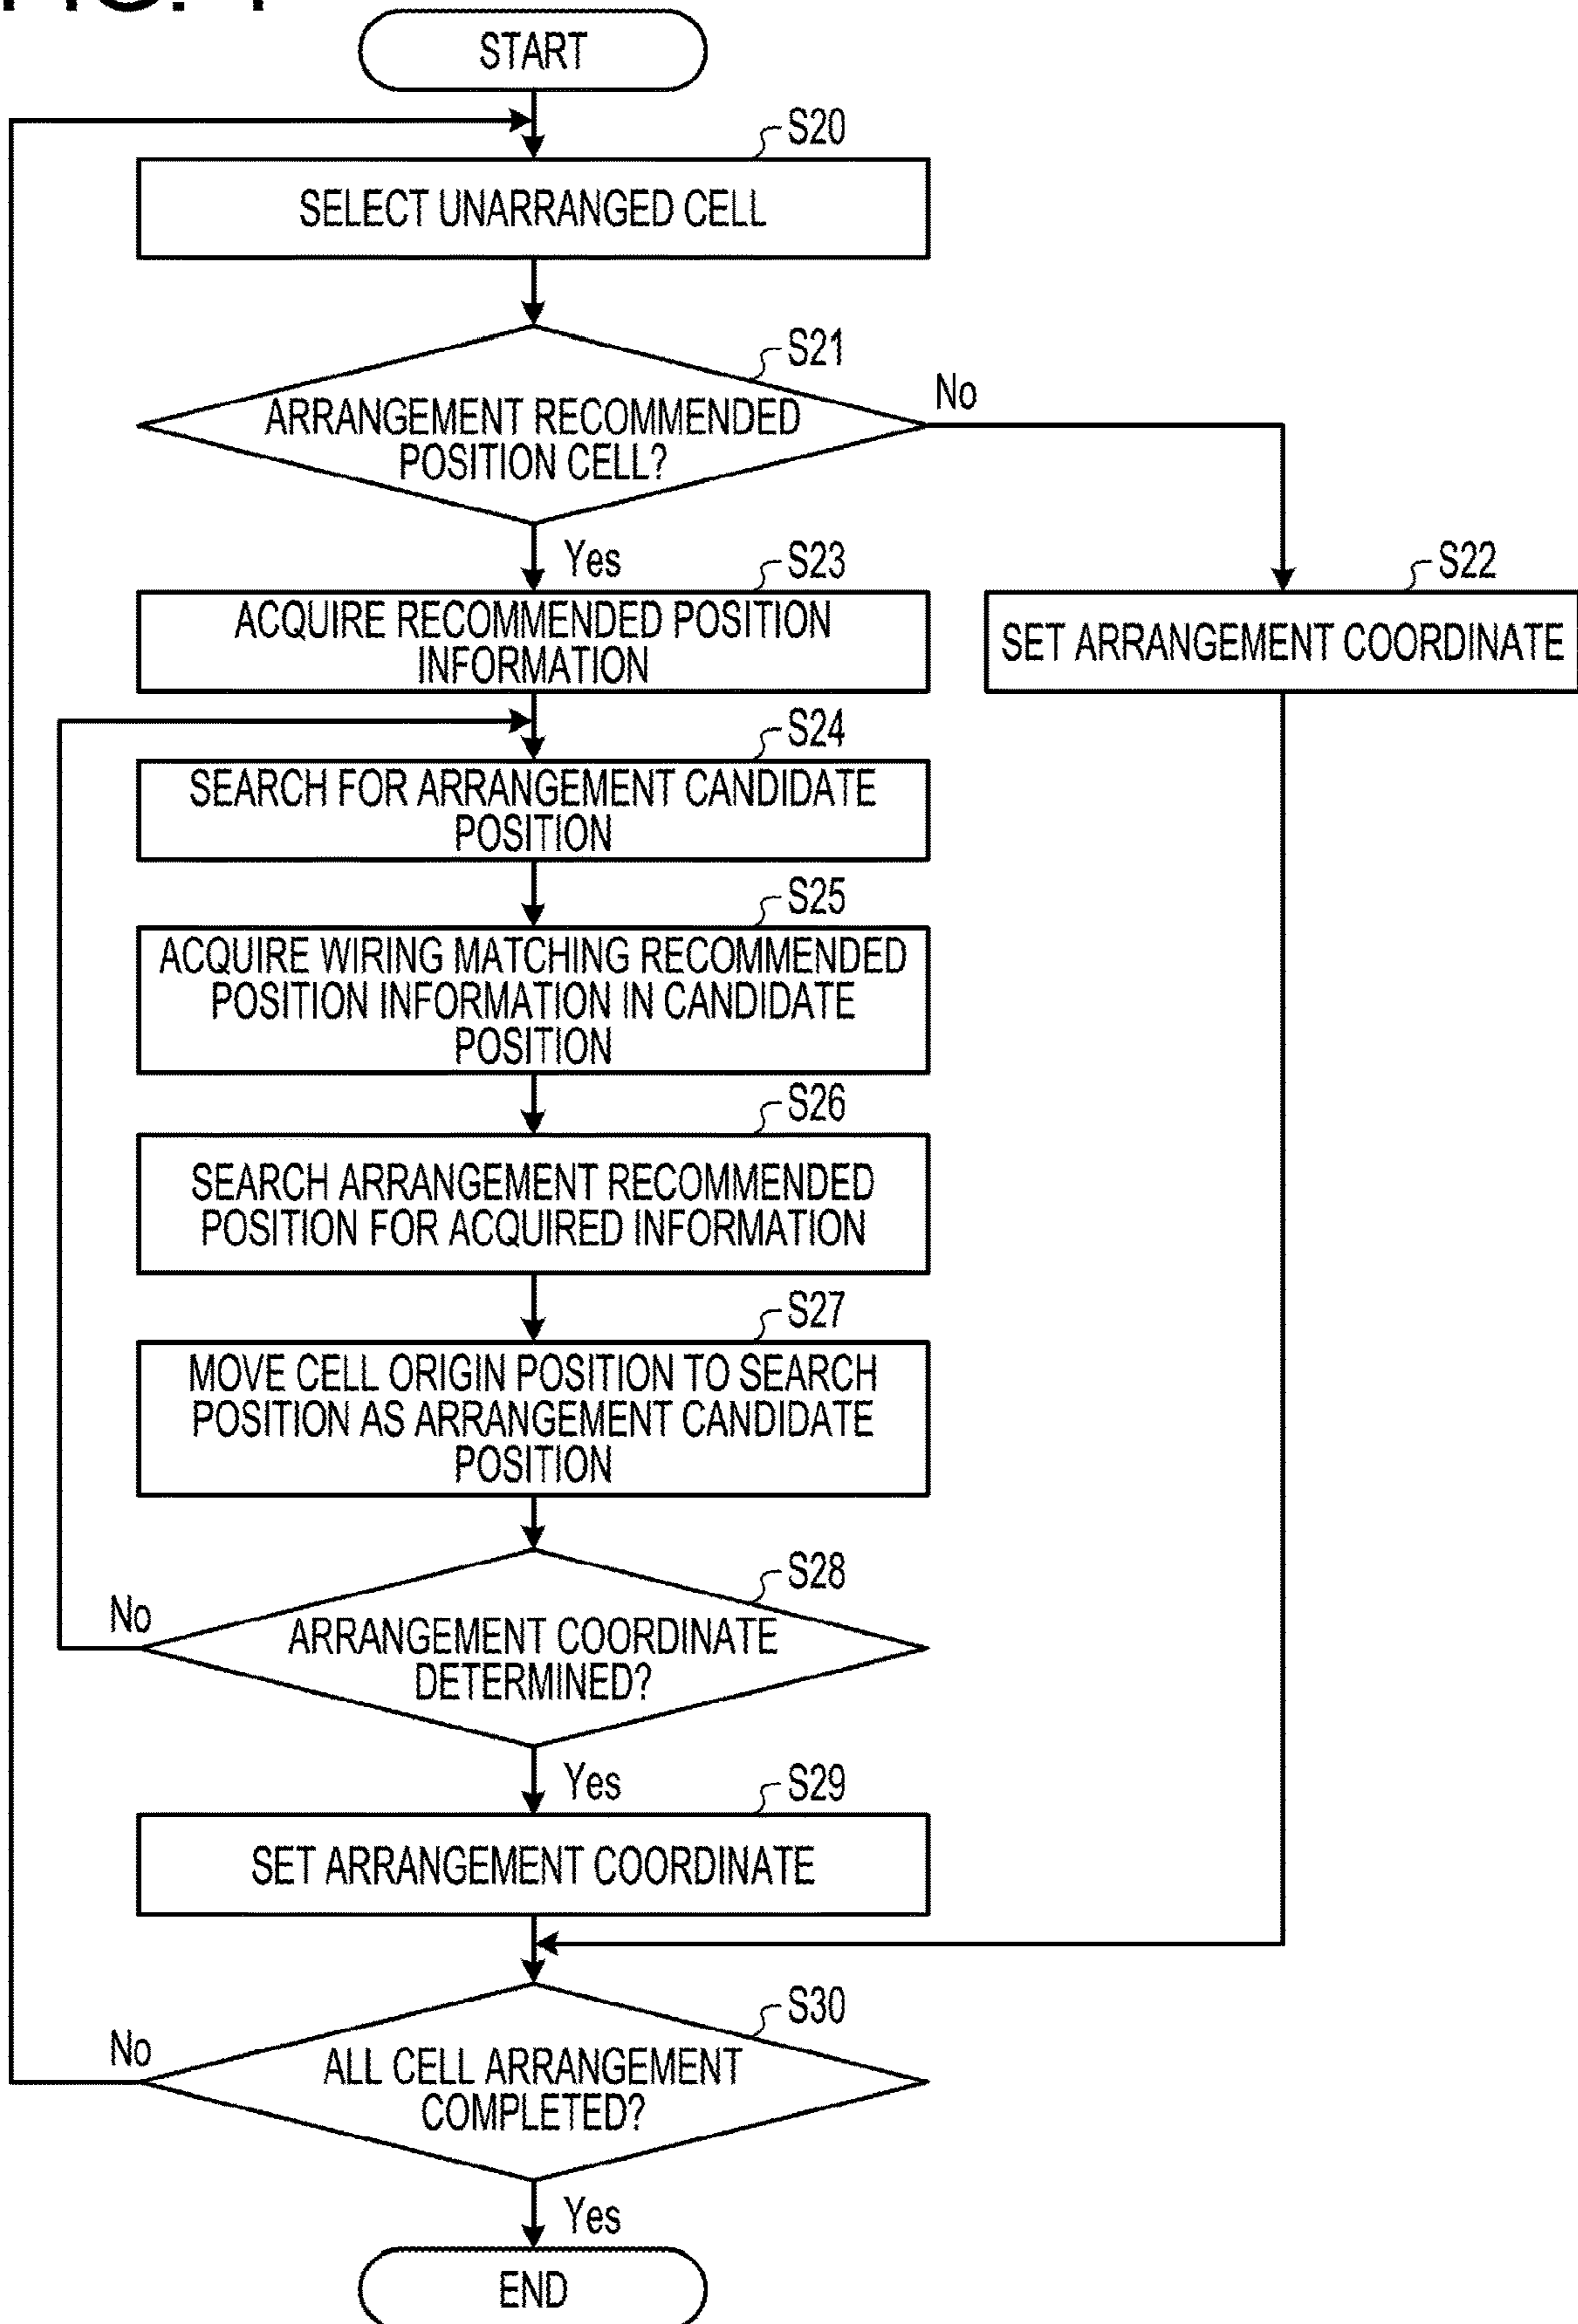 START
S20
SELECT UNARRANGED CELL
S21
ARRANGEMENT RECOMMENDED
POSITION CELL?
No
Yes
S23
ACQUIRE RECOMMENDED POSITION
INFORMATION
S22
SET ARRANGEMENT COORDINATE
S24
SEARCH FOR ARRANGEMENT CANDIDATE
POSITION
S25
ACQUIRE WIRING MATCHING RECOMMENDED
POSITION INFORMATION IN CANDIDATE
POSITION
S26
SEARCH ARRANGEMENT RECOMMENDED
POSITION FOR ACQUIRED INFORMATION
S27
MOVE CELL ORIGIN POSITION TO SEARCH
POSITION AS ARRANGEMENT CANDIDATE
POSITION
S28
No
ARRANGEMENT COORDINATE
DETERMINED?
Yes
S29
SET ARRANGEMENT COORDINATE
S30
No
ALL CELL ARRANGEMENT
COMPLETED?
Yes
END